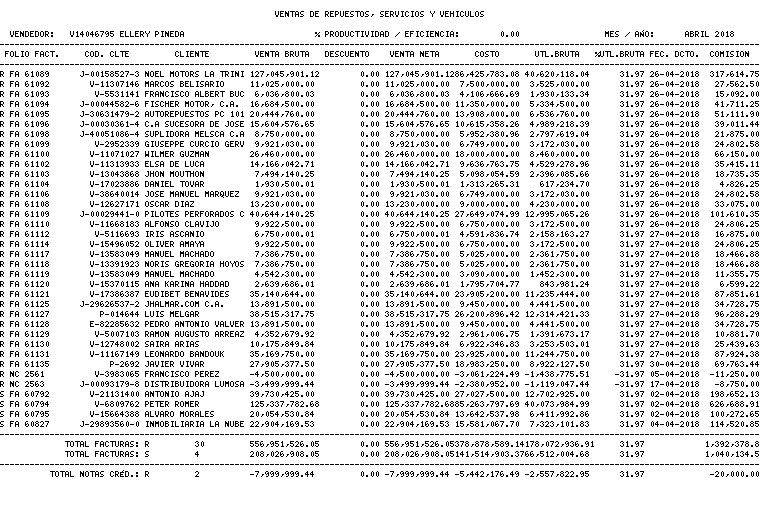 VENTAS DE REPUESTOS, SERVICIOS Y VEHICULOS
VENDEDOR: V14046795 ELLERY PINEDA % PRODUCTIVIDAD / EFICIENCIA: 0.00 MES / AÑO: ABRIL 2018
FOLIO FACT. COD. CLTE CLIENTE VENTA BRUTA DESCUENTO VENTA NETA COSTO UTL.BRUTA %UTL.BRUTA FEC. DCTO. COMISION
R FA 61089 J-00158527-3 NOEL MOTORS LA TRINI 127,045,901.12 0.00 127,045,901.1286,425,783.08 40,620,118.04 31.97 26-04-2018 317,614.75
R FA 61092 V-11307146 MARCOS BELISARIO 11,025,000.00 0.00 11,025,000.00 7,500,000.00 3,525,000.00 31.97 26-04-2018 27,562.50
R FA 61093 V-5531141 FRANCISCO ALBERT BUC 6,036,800.03 0.00 6,036,800.03 4,106,666.69 1,930,133.34 31.97 26-04-2018 15,092.00
R FA 61094 J-00044582-6 FISCHER MOTOR, C.A. 16,684,500.00 0.00 16,684,500.00 11,350,000.00 5,334,500.00 31.97 26-04-2018 41,711.25
R FA 61095 J-30631479-2 AUTOREPUESTOS PC 101 20,444,760.00 0.00 20,444,760.00 13,908,000.00 6,536,760.00 31.97 26-04-2018 51,111.90
R FA 61096 J-00030361-4 C.A SUCESORA DE JOSE 15,604,576.65 0.00 15,604,576.65 10,615,358.26 4,989,218.39 31.97 26-04-2018 39,011.44
R FA 61098 J-40051086-4 SUPLIDORA MELSCA C.A 8,750,000.00 0.00 8,750,000.00 5,952,380.96 2,797,619.04 31.97 26-04-2018 21,875.00
R FA 61099 V-2952339 GIUSEPPE CURCIO GERV 9,921,030.00 0.00 9,921,030.00 6,749,000.00 3,172,030.00 31.97 26-04-2018 24,802.58
R FA 61100 V-11071027 WILMER GUZMAN 26,460,000.00 0.00 26,460,000.00 18,000,000.00 8,460,000.00 31.97 26-04-2018 66,150.00
R FA 61102 V-11313933 ELSA DE LUCA 14,166,042.71 0.00 14,166,042.71 9,636,763.75 4,529,278.96 31.97 26-04-2018 35,415.11
R FA 61103 V-13043868 JHON MOUTHON 7,494,140.25 0.00 7,494,140.25 5,098,054.59 2,396,085.66 31.97 26-04-2018 18,735.35
R FA 61104 V-17023886 DANIEL TOVAR 1,930,500.01 0.00 1,930,500.01 1,313,265.31 617,234.70 31.97 26-04-2018 4,826.25
R FA 61106 V-38640014 JOSE MANUEL MARQUEZ 9,921,030.00 0.00 9,921,030.00 6,749,000.00 3,172,030.00 31.97 26-04-2018 24,802.58
R FA 61108 V-12627171 OSCAR DIAZ 13,230,000.00 0.00 13,230,000.00 9,000,000.00 4,230,000.00 31.97 26-04-2018 33,075.00
R FA 61109 J-00029441-0 PILOTES PERFORADOS C 40,644,140.25 0.00 40,644,140.25 27,649,074.99 12,995,065.26 31.97 26-04-2018 101,610.35
R FA 61110 V-11668183 ALFONSO CLAVIJO 9,922,500.00 0.00 9,922,500.00 6,750,000.00 3,172,500.00 31.97 26-04-2018 24,806.25
R FA 61112 V-5116693 IRIS ASCANIO 6,750,000.00 0.00 6,750,000.00 4,591,836.74 2,158,163.27 31.97 27-04-2018 16,875.00
R FA 61114 V-15496052 OLIVER AMAYA 9,922,500.00 0.00 9,922,500.00 6,750,000.00 3,172,500.00 31.97 27-04-2018 24,806.25
R FA 61117 V-13583049 MANUEL MACHADO 7,386,750.00 0.00 7,386,750.00 5,025,000.00 2,361,750.00 31.97 27-04-2018 18,466.88
R FA 61118 V-13391923 NORIS GREGORIA HOYOS 7,386,750.00 0.00 7,386,750.00 5,025,000.00 2,361,750.00 31.97 27-04-2018 18,466.88
R FA 61119 V-13583049 MANUEL MACHADO 4,542,300.00 0.00 4,542,300.00 3,090,000.00 1,452,300.00 31.97 27-04-2018 11,355.75
R FA 61120 V-15370115 ANA KARINA HADDAD 2,639,686.01 0.00 2,639,686.01 1,795,704.77 843,981.24 31.97 27-04-2018 6,599.22
R FA 61121 V-17386387 EUDIBET BENAVIDES 35,140,644.00 0.00 35,140,644.00 23,905,200.00 11,235,444.00 31.97 27-04-2018 87,851.61
R FA 61125 J-29626537-2 JHALMAR.COM C.A. 13,891,500.00 0.00 13,891,500.00 9,450,000.00 4,441,500.00 31.97 27-04-2018 34,728.75
R FA 61127 P-014644 LUIS MELGAR 38,515,317.75 0.00 38,515,317.75 26,200,896.42 12,314,421.33 31.97 27-04-2018 96,288.29
R FA 61128 E-82285632 PEDRO ANTONIO VALVER 13,891,500.00 0.00 13,891,500.00 9,450,000.00 4,441,500.00 31.97 27-04-2018 34,728.75
R FA 61129 V-5007103 RAMON AUGUSTO ARREAZ 4,352,679.92 0.00 4,352,679.92 2,961,006.75 1,391,673.17 31.97 27-04-2018 10,881.70
R FA 61130 V-12748002 SAIRA ARIAS 10,175,849.84 0.00 10,175,849.84 6,922,346.83 3,253,503.01 31.97 27-04-2018 25,439.63
R FA 61131 V-11167149 LEONARDO BANDOUK 35,169,750.00 0.00 35,169,750.00 23,925,000.00 11,244,750.00 31.97 27-04-2018 87,924.38
R FA 61135 P-2692 JAVIER VIVAR 27,905,377.50 0.00 27,905,377.50 18,983,250.00 8,922,127.50 31.97 30-04-2018 69,763.44
R NC 2561 V-3983065 FRANCISCO PEREZ -4,500,000.00 0.00 -4,500,000.00 -3,061,224.49 -1,438,775.51 -31.97 05-04-2018 -11,250.00
R NC 2563 J-00093179-8 DISTRIBUIDORA LUMOSA -3,499,999.44 0.00 -3,499,999.44 -2,380,952.00 -1,119,047.44 -31.97 17-04-2018 -8,750.00
S FA 60792 V-21131400 ANTONIO AJAJ 39,730,425.00 0.00 39,730,425.00 27,027,500.00 12,702,925.00 31.97 02-04-2018 198,652.13
S FA 60794 V-6809762 PETER ROMER 125,337,782.68 0.00 125,337,782.6885,263,797.69 40,073,984.99 31.97 02-04-2018 626,688.91
S FA 60795 V-15664388 ALVARO MORALES 20,054,530.84 0.00 20,054,530.84 13,642,537.98 6,411,992.86 31.97 02-04-2018 100,272.65
S FA 60827 J-29893560-0 INMOBILIARIA LA NUBE 22,904,169.53 0.00 22,904,169.53 15,581,067.70 7,323,101.83 31.97 03-04-2018 114,520.85
TOTAL FACTURAS: R 30 556,951,526.05 0.00 556,951,526.05378,878,589.14178,072,936.91 31.97 1,392,378.8
TOTAL FACTURAS: S 4 208,026,908.05 0.00 208,026,908.05141,514,903.3766,512,004.68 31.97 1,040,134.5
TOTAL NOTAS CRÉD.: R 2 -7,999,999.44 0.00 -7,999,999.44 -5,442,176.49 -2,557,822.95 31.97 -20,000.00